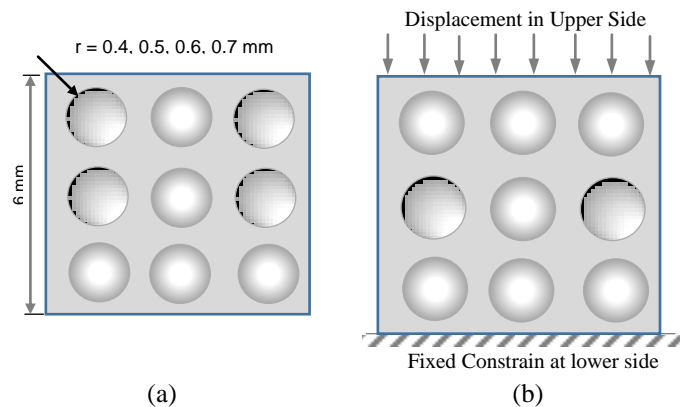 r = 0.4, 0.5, 0.6, 0.7 mm
6 mm
(a)
Displacement in Upper Side
Fixed Constrain at lower side
(b)